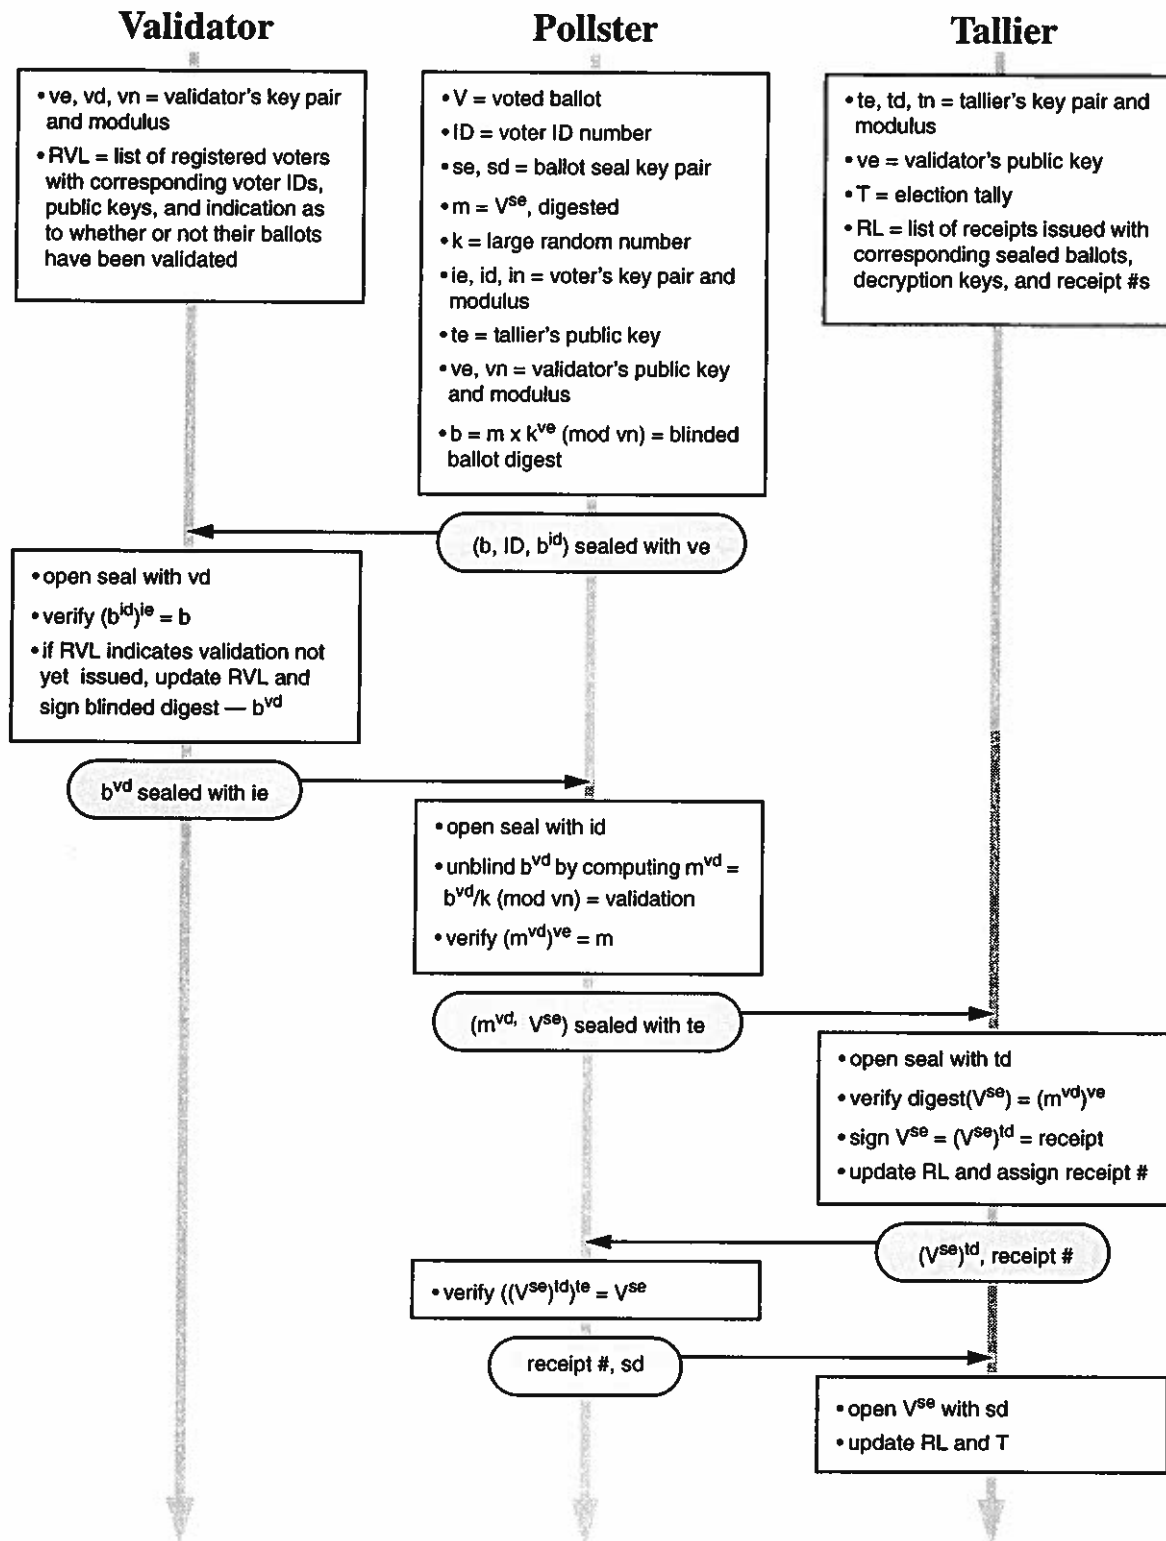 Validator
Pollster
Tallier
• ve, vd, vn = validator's key pair
and modulus
• RVL = list of registered voters
with corresponding voter IDs,
public keys, and indication as
to whether or not their ballots
have been validated
• V = voted ballot
• ID = voter ID number
• se, sd = ballot seal key pair
• m = V^se, digested
• k = large random number
• ie, id, in = voter's key pair and
modulus
• te = tallier's public key
• ve, vn = validator's public key
and modulus
• b = m x k^ve (mod vn) = blinded
ballot digest
• te, td, tn = tallier's key pair and
modulus
• ve = validator's public key
• T = election tally
• RL = list of receipts issued with
corresponding sealed ballots,
decryption keys, and receipt #s
(b, ID, b^id) sealed with ve
• open seal with vd
• verify (b^id)^ie = b
• if RVL indicates validation not
yet issued, update RVL and
sign blinded digest — b^vd
b^vd sealed with ie
• open seal with id
• unblind b^vd by computing m^vd =
b^vd/k (mod vn) = validation
• verify (m^vd)^ve = m
(m^vd, V^se) sealed with te
• open seal with td
• verify digest(V^se) = (m^vd)^ve
• sign V^se = (V^se)^td = receipt
• update RL and assign receipt #
(V^se)^td, receipt #
• verify ((V^se)^td)^te = V^se
receipt #, sd
• open V^se with sd
• update RL and T